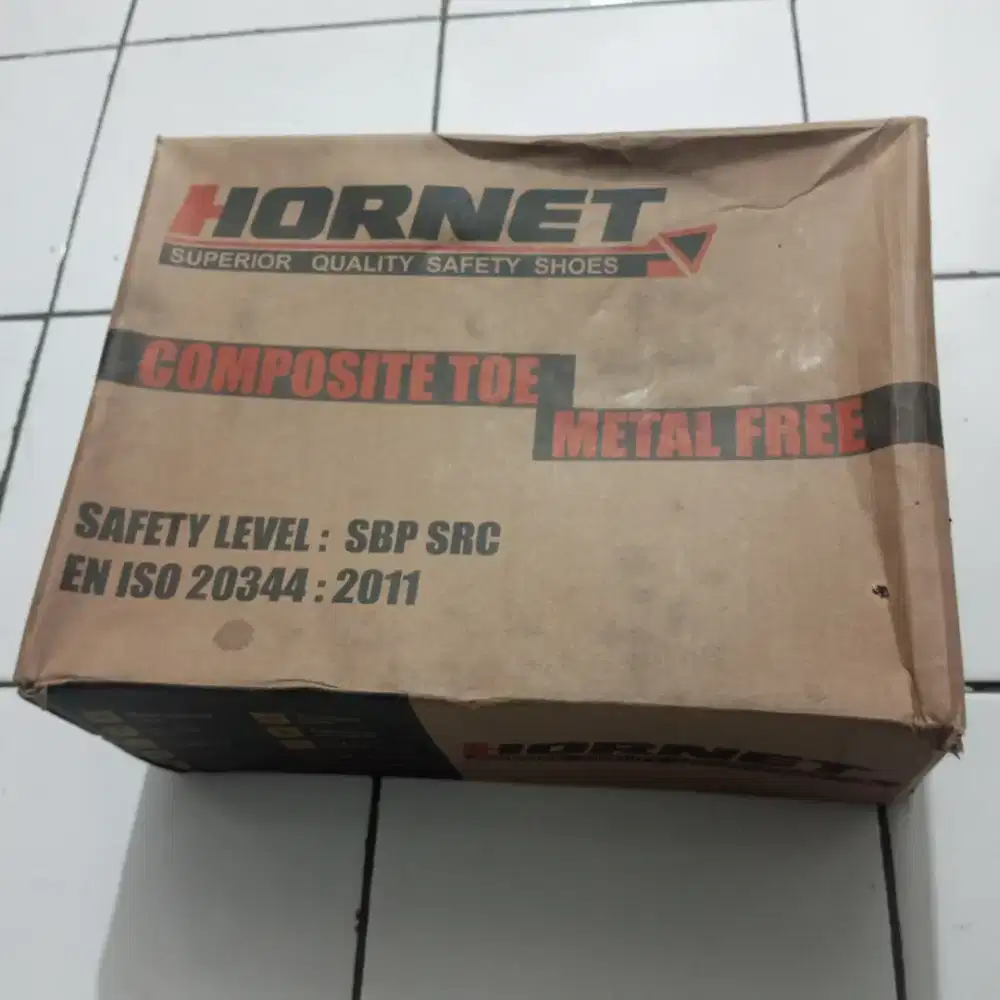 HORNET
SUPERIOR QUALITY SAFETY SHOES
COMPOSITE TOE
METAL FREE
SAFETY LEVEL : SBP SRC
EN ISO 20344 : 2011
HORNET